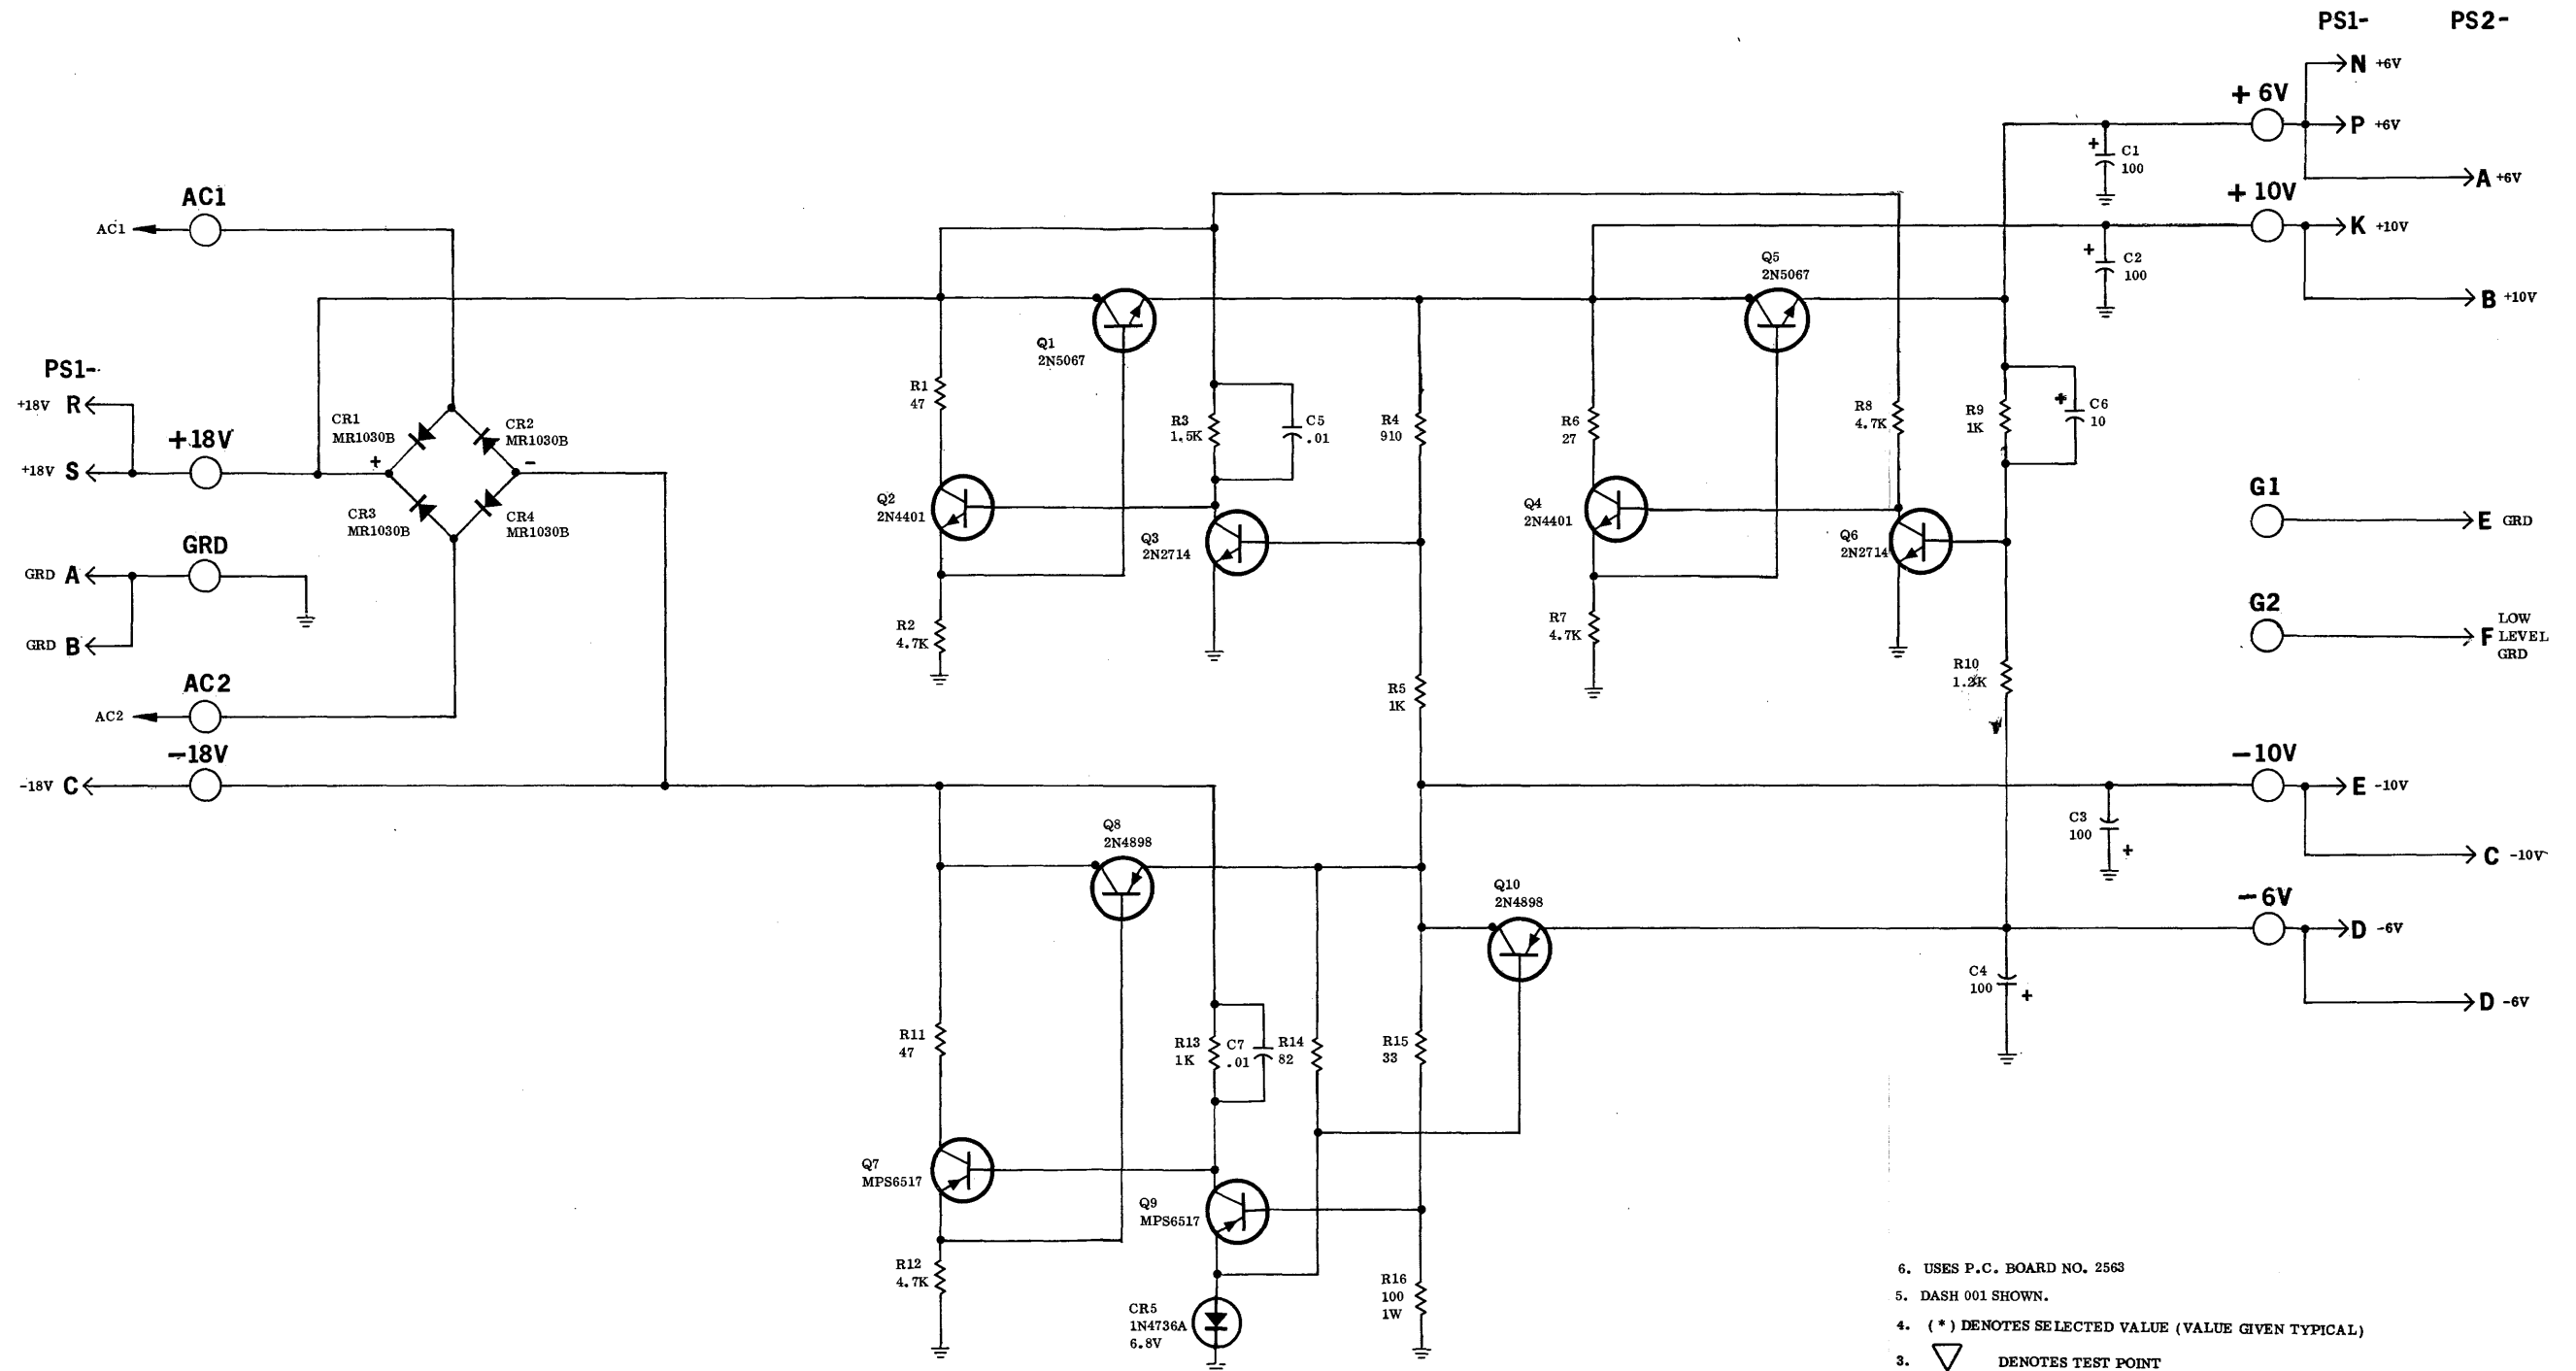 PS1- PS2-
N +6V
+ 6V
P +6V
C1
100
A +6V
+ 10V
K +10V
C2
100
B +10V
AC1
AC1
PS1-
+18V R
+18V
+18V S
CR1
MR1030B
CR2
MR1030B
+
-
CR3
MR1030B
CR4
MR1030B
GRD
GRD A
GRD B
AC2
AC2
-18V
-18V C
Q1
2N5067
R1
47
R3
1.5K
C5
.01
R4
910
Q2
2N4401
Q3
2N2714
R2
4.7K
R5
1K
Q5
2N5067
R6
27
R8
4.7K
R9
1K
+
C6
10
Q4
2N4401
Q6
2N2714
R7
4.7K
R10
G1
E GRD
G2
F LOW
LEVEL
GRD
-10V
E -10V
C3
100
+
C -10V
-6V
D -6V
C4
100
+
D -6V
Q8
2N4898
Q10
2N4898
R11
47
R13
1K
C7
.01
R14
82
R15
33
Q7
MPS6517
Q9
MPS6517
R12
4.7K
CR5
1N4736A
6.8V
R16
100
1W
6. USES P.C. BOARD NO. 2563
5. DASH 001 SHOWN.
4. (*) DENOTES SELECTED VALUE (VALUE GIVEN TYPICAL)
3. DENOTES TEST POINT